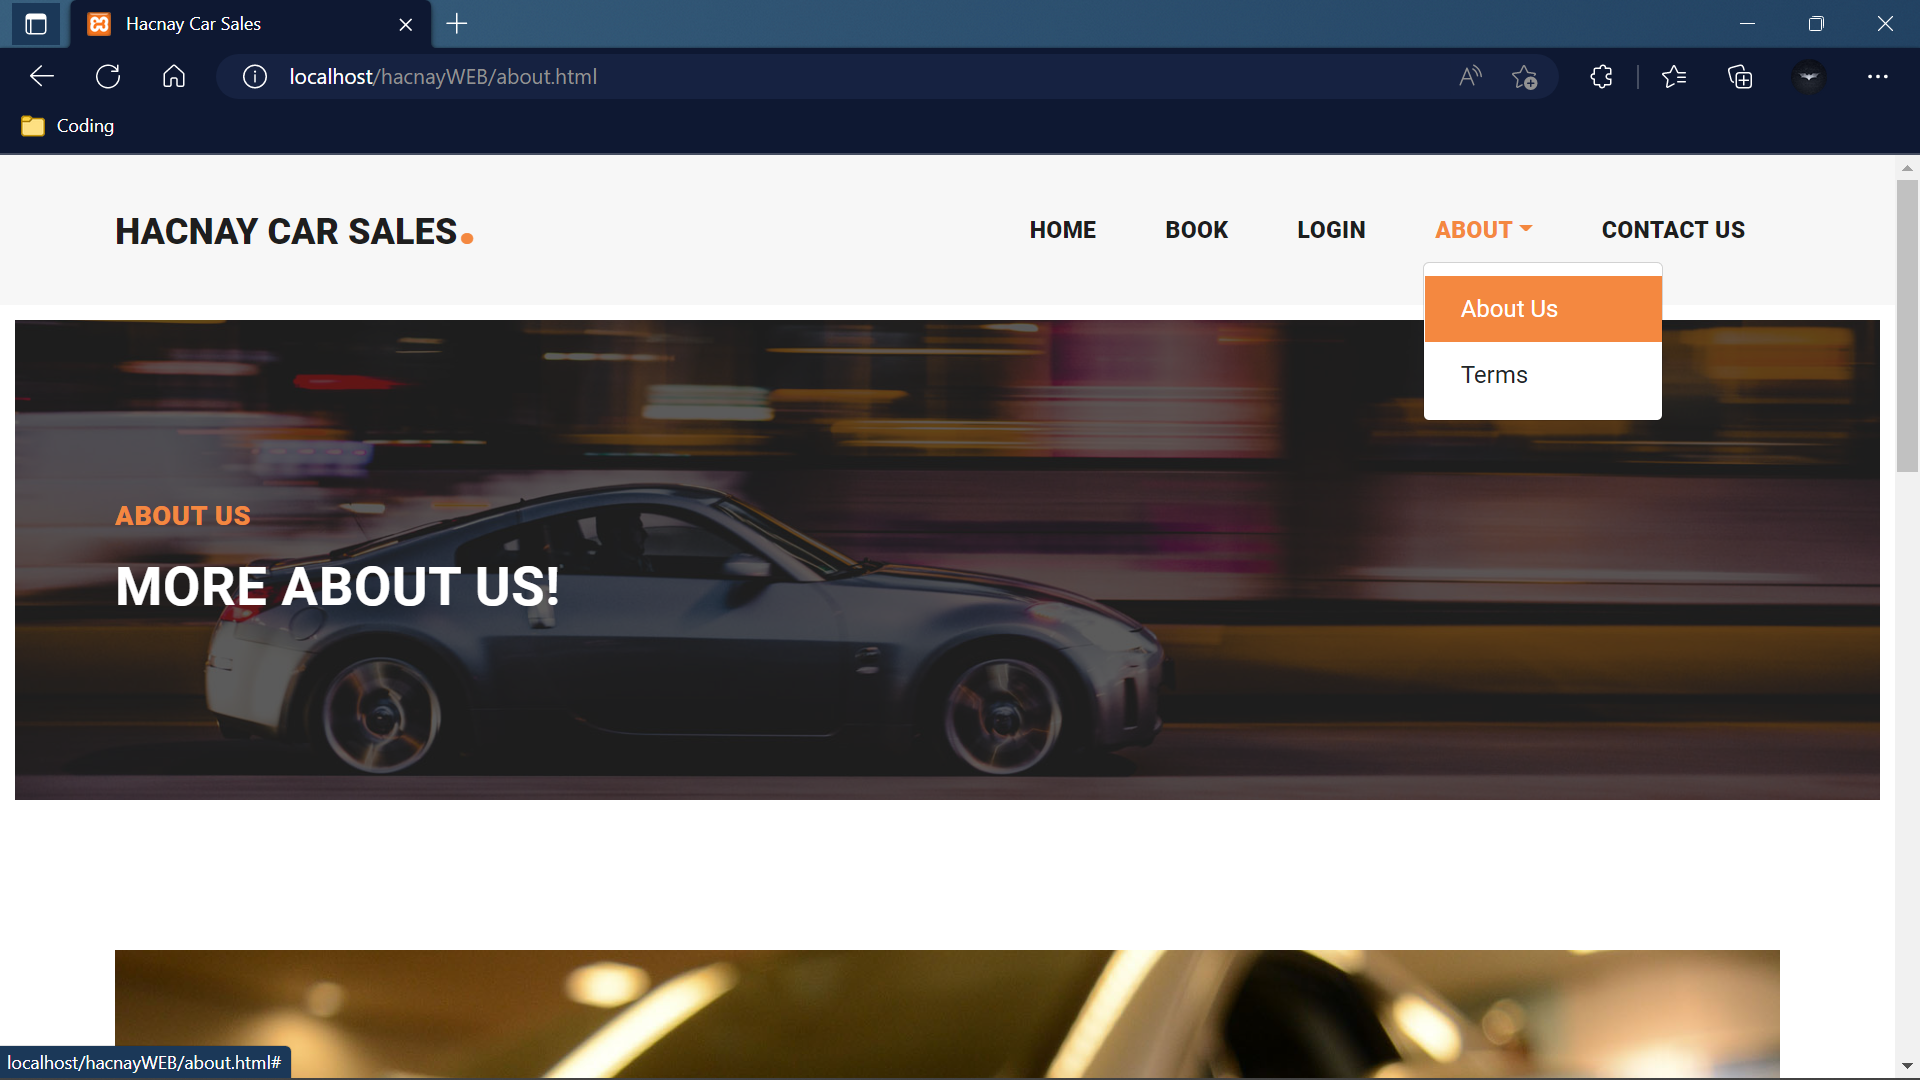 Hacnay Car Sales
localhost/hacnayWEB/about.html
Coding
HACNAY CAR SALES.
HOME BOOK LOGIN ABOUT CONTACT US
About Us
Terms
ABOUT US
MORE ABOUT US!
localhost/hacnayWEB/about.html#